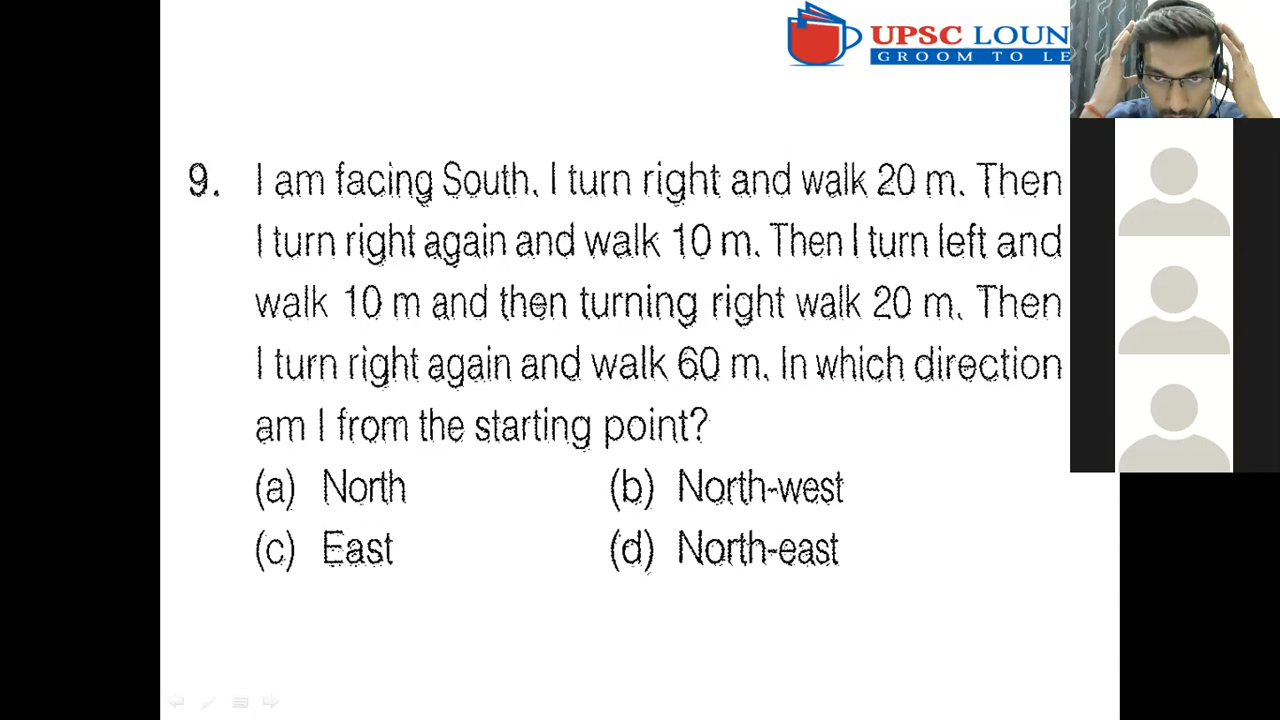 UPSC LOUN
GROOM TO LE
9. I am facing South. I turn right and walk 20 m. Then
I turn right again and walk 10 m. Then I turn left and
walk 10 m and then turning right walk 20 m. Then
I turn right again and walk 60 m. In which direction
am I from the starting point?
(a) North (b) North-west
(c) East (d) North-east